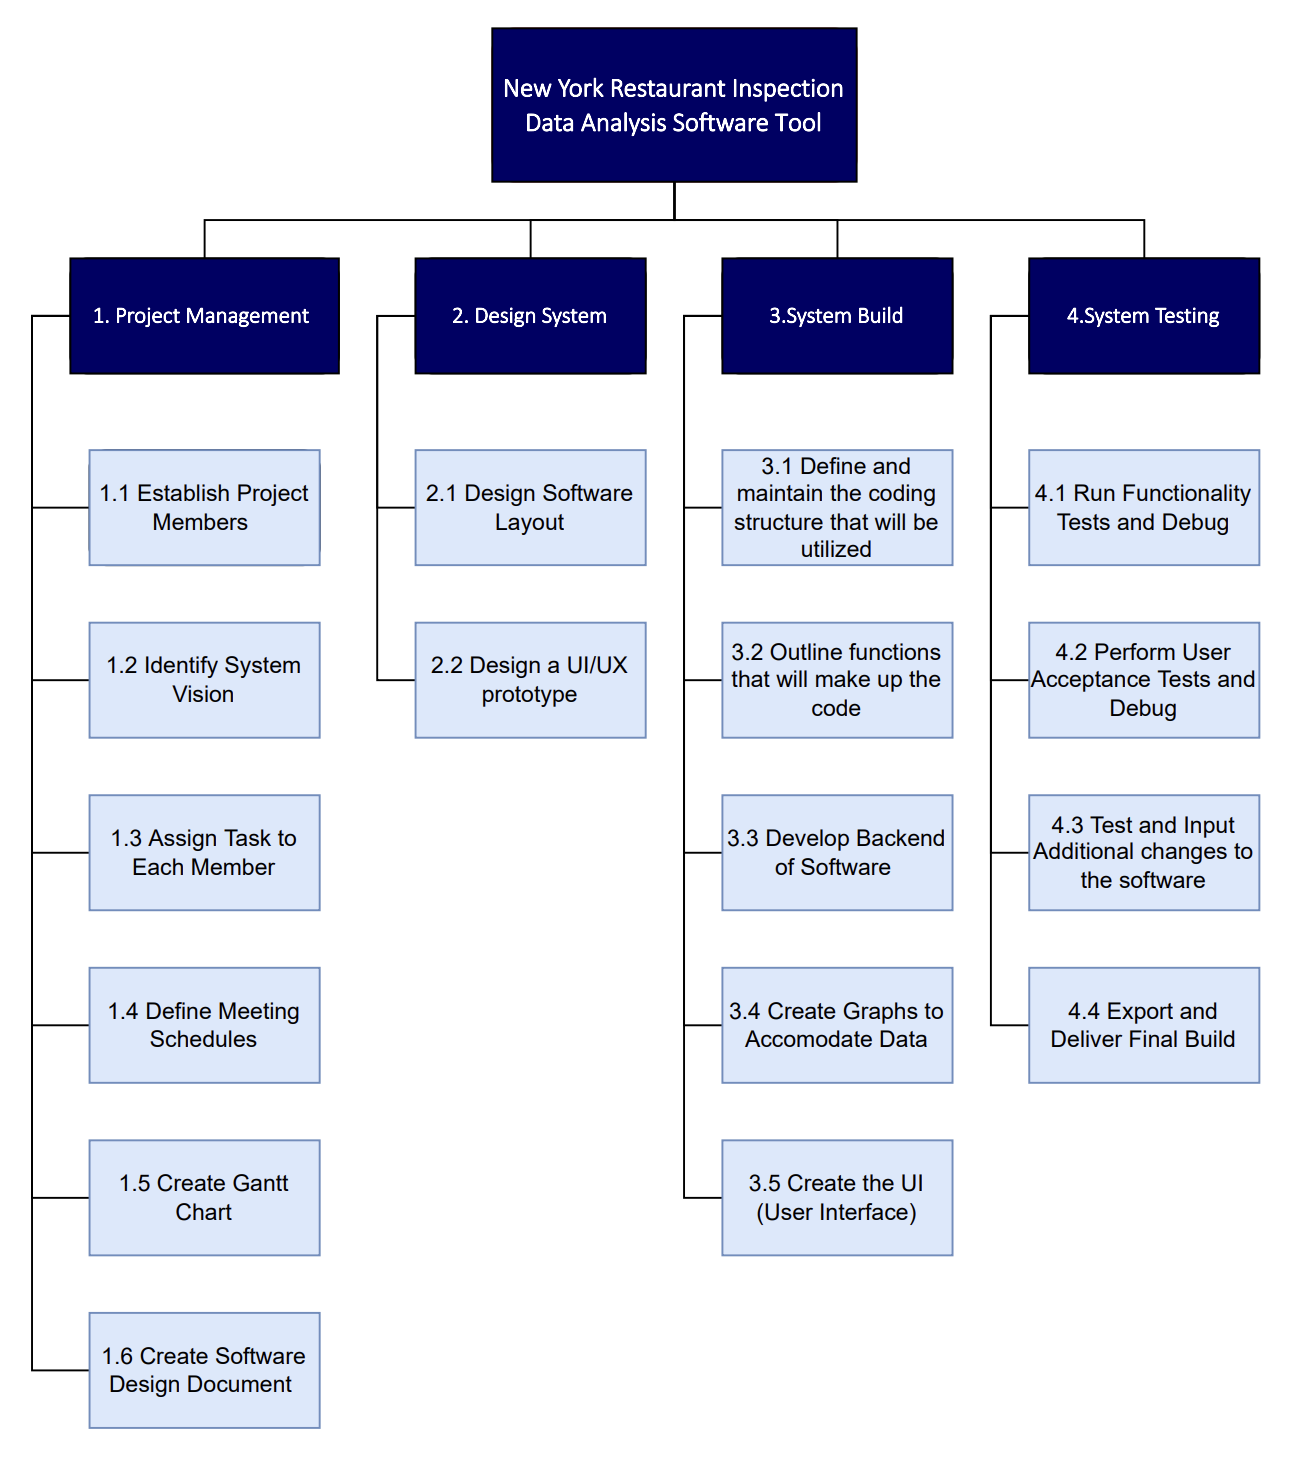 New York Restaurant Inspection
Data Analysis Software Tool
1. Project Management
2. Design System
3.System Build
4.System Testing
1.1 Establish Project
Members
1.2 Identify System
Vision
1.3 Assign Task to
Each Member
1.4 Define Meeting
Schedules
1.5 Create Gantt
Chart
1.6 Create Software
Design Document
2.1 Design Software
Layout
2.2 Design a UI/UX
prototype
3.1 Define and
maintain the coding
structure that will be
utilized
3.2 Outline functions
that will make up the
code
3.3 Develop Backend
of Software
3.4 Create Graphs to
Accomodate Data
3.5 Create the UI
(User Interface)
4.1 Run Functionality
Tests and Debug
4.2 Perform User
Acceptance Tests and
Debug
4.3 Test and Input
Additional changes to
the software
4.4 Export and
Deliver Final Build